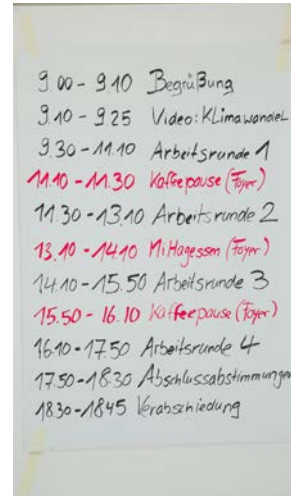 9.00 - 9.10 Begrüßung
9.10 - 9.25 Video: Klimawandel
9.30 - 11.10 Arbeitsrunde 1
11.10 - 11.30 Kaffeepause (Foyer)
11.30 - 13.10 Arbeitsrunde 2
13.10 - 14.10 Mittagessen (Foyer)
14.10 - 15.50 Arbeitsrunde 3
15.50 - 16.10 Kaffeepause (Foyer)
16.10 - 17.50 Arbeitsrunde 4
17.50 - 18.30 Abschlussabstimmungen
18.30 - 18.45 Verabschiedung